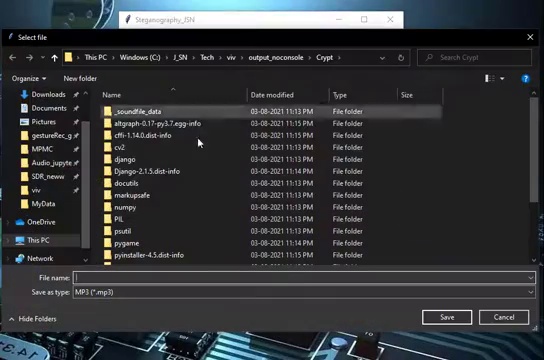 Steganography_JSN
Select file
This PC > Windows (C:) > J_SN > Tech > viv > output_noconsole > Crypt >
Search Crypt
Organize
New folder
Name
Date modified
Type
Size
Downloads
Documents
Pictures
gestureRec_g
MPMC
Audio_jupyte
SDR_neww
viv
MyData
OneDrive
This PC
Network
_soundfile_data 03-08-2021 11:13 PM File folder
altgraph-0.17-py3.7.egg-info 03-08-2021 11:15 PM File folder
cffi-1.14.0.dist-info 03-08-2021 11:15 PM File folder
cv2 03-08-2021 11:13 PM File folder
django 03-08-2021 11:13 PM File folder
Django-2.1.5.dist-info 03-08-2021 11:14 PM File folder
docutils 03-08-2021 11:13 PM File folder
markupsafe 03-08-2021 11:13 PM File folder
numpy 03-08-2021 11:13 PM File folder
PIL 03-08-2021 11:13 PM File folder
psutil 03-08-2021 11:13 PM File folder
pygame 03-08-2021 11:14 PM File folder
pyinstaller-4.5.dist-info 03-08-2021 11:15 PM File folder
File name:
Save as type: MP3 (*.mp3)
Hide Folders
Save
Cancel